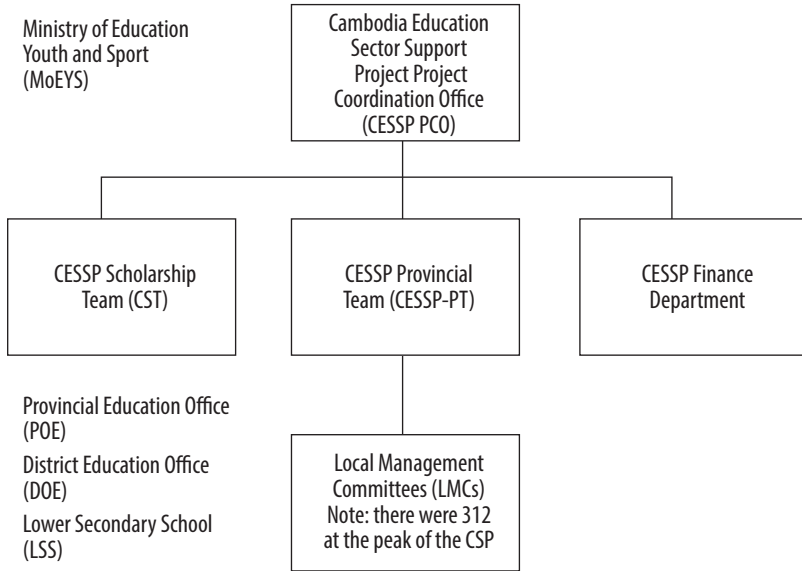 Ministry of Education
Youth and Sport
(MoEYS)
Cambodia Education
Sector Support
Project Project
Coordination Office
(CESSP PCO)
CESSP Scholarship
Team (CST)
CESSP Provincial
Team (CESSP-PT)
CESSP Finance
Department
Provincial Education Office
(POE)
District Education Office
(DOE)
Lower Secondary School
(LSS)
Local Management
Committees (LMCs)
Note: there were 312
at the peak of the CSP